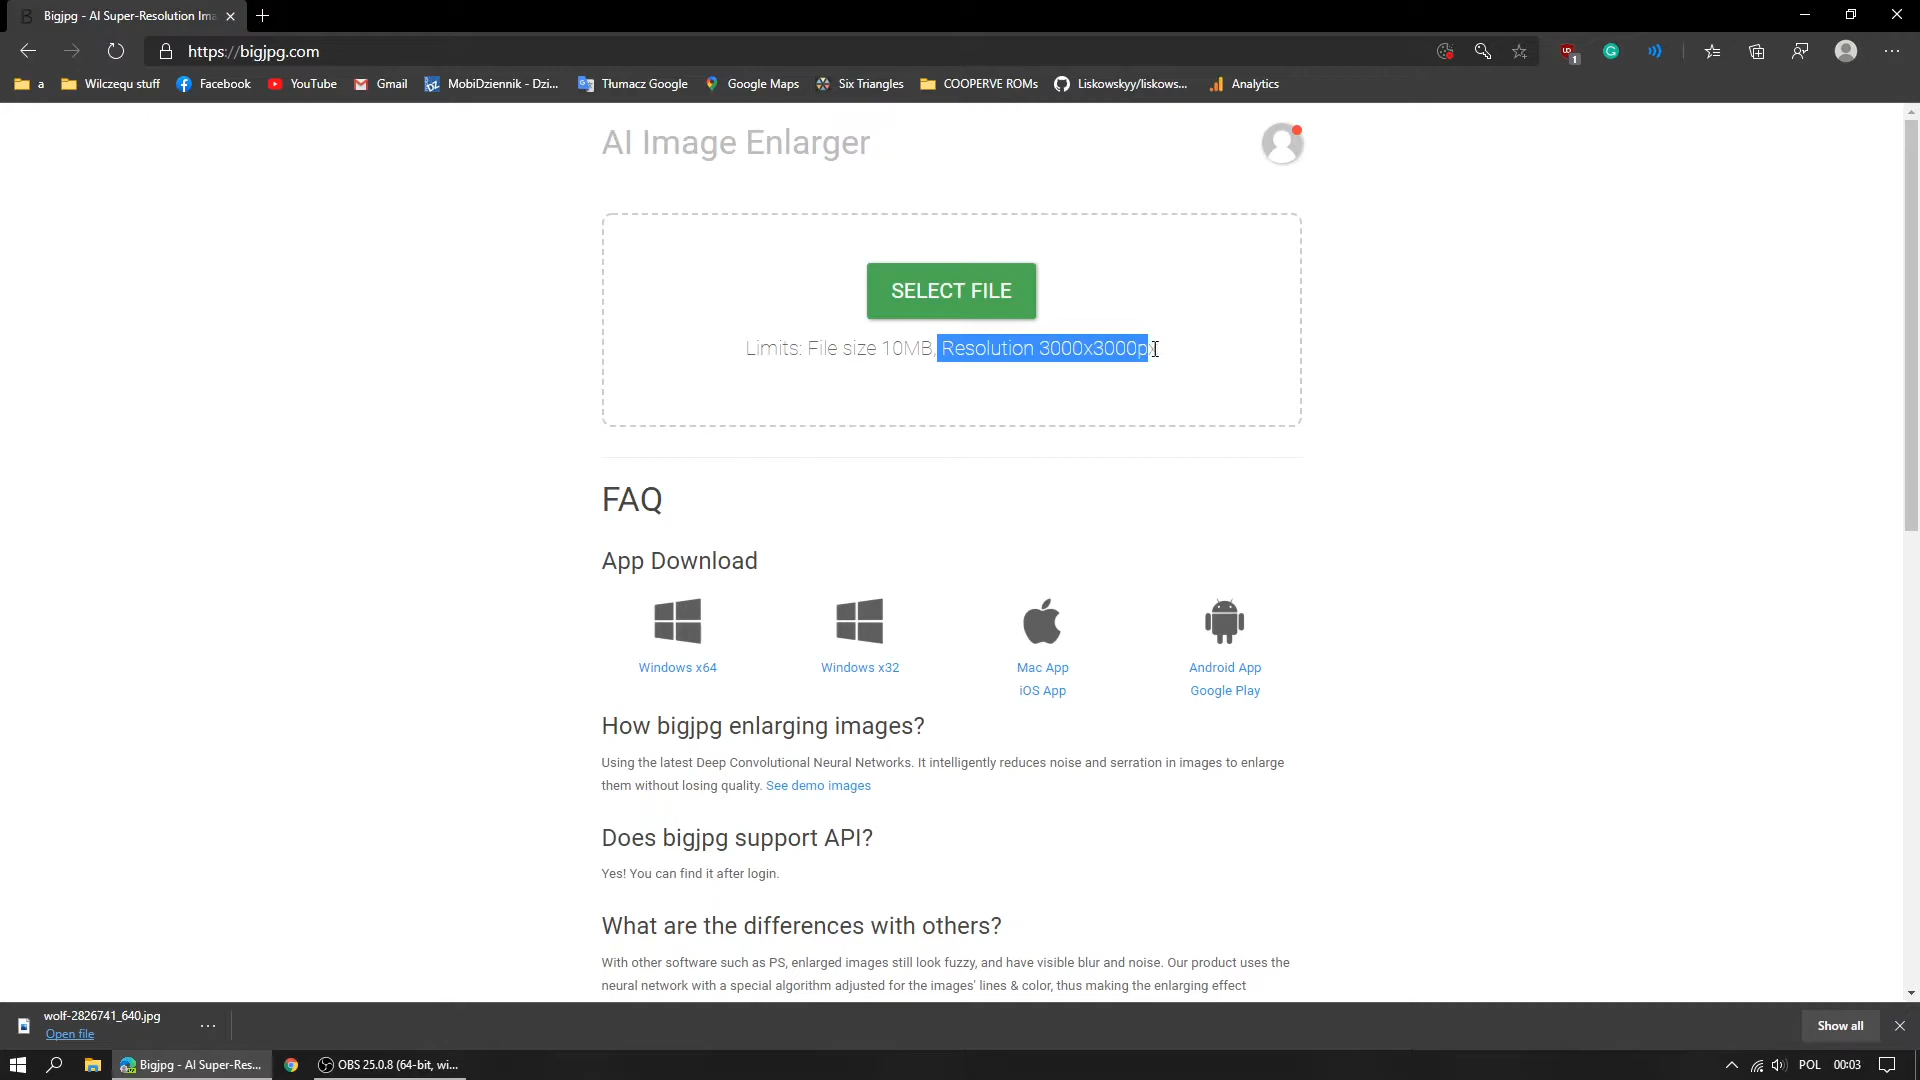 Bigjpg - AI Super-Resolution Ima
https://bigjpg.com
1
a
Wilczequ stuff
Facebook
YouTube
Gmail
MobiDziennik - Dzi...
Tłumacz Google
Google Maps
Six Triangles
COOPERVE ROMs
Liskowskyy/liskows...
Analytics
AI Image Enlarger
SELECT FILE
Limits: File size 10MB, Resolution 3000x3000px
FAQ
App Download
Windows x64
Windows x32
Mac App
Android App
iOS App
Google Play
How bigjpg enlarging images?
Using the latest Deep Convolutional Neural Networks. It intelligently reduces noise and serration in images to enlarge
them without losing quality. See demo images
Does bigjpg support API?
Yes! You can find it after login.
What are the differences with others?
With other software such as PS, enlarged images still look fuzzy, and have visible blur and noise. Our product uses the
neural network with a special algorithm adjusted for the images' lines & color, thus making the enlarging effect
wolf-2826741_640.jpg
Open file
Show all
Bigjpg - AI Super-Res...
OBS 25.0.8 (64-bit, wi...
POL
00:03